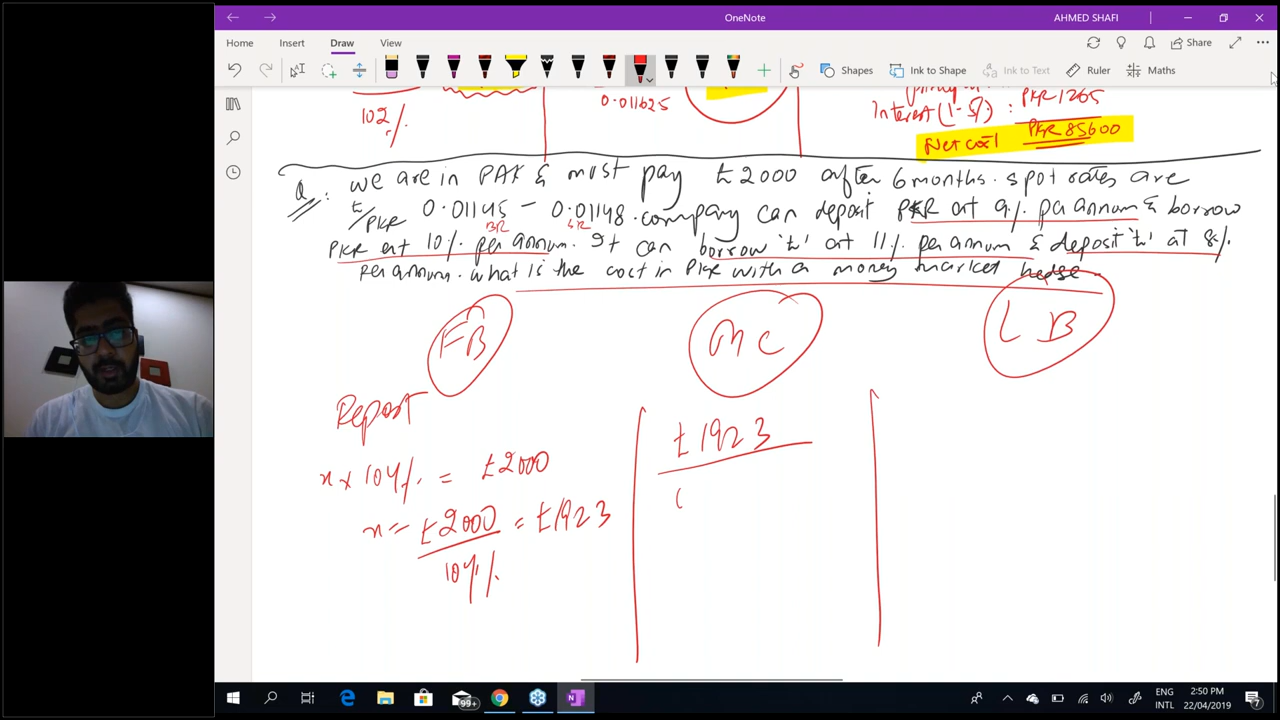 OneNote
AHMED SHAFI
Home Insert Draw View
Share
Shapes Ink to Shape Ink to Text Ruler Maths
0.011625
102%
PKR 1265
Interest (1-5/) :
Net cost PKR 85600
Q: we are in PAK & must pay £2000 after 6 months. spot rates are
£/PKR 0.01145 - 0.01148. company can deposit PKR at 9% per annum & borrow
BR SR
PKR at 10% per annum. It can borrow '£' at 11% per annum & deposit '£' at 8%
per annum. what is the cost in PKR with a money market hedge.
FB MC LB
x × 104% = £2000
x = £2000 = £1923
104%
£1923
99+
ENG
INTL
2:50 PM
22/04/2019
7